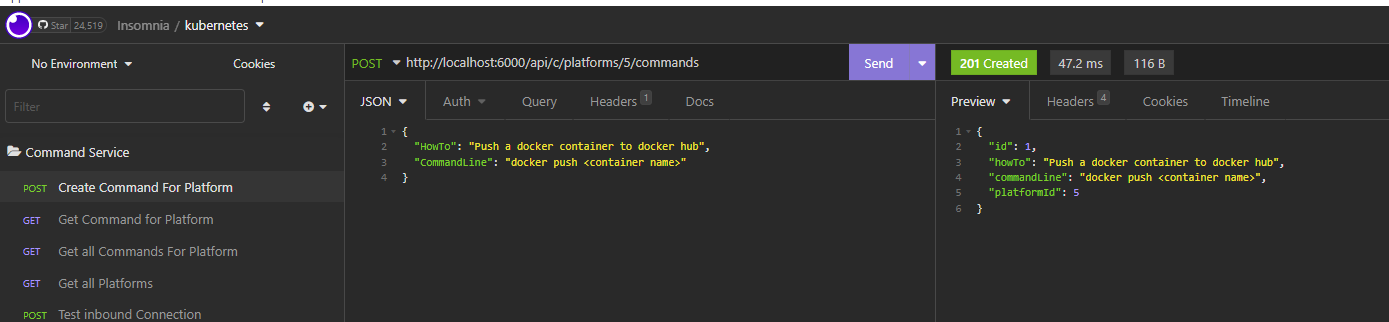 Star 24,519 Insomnia / kubernetes
No Environment Cookies
POST http://localhost:6000/api/c/platforms/5/commands Send
201 Created 47.2 ms 116 B
Filter
JSON Auth Query Headers 1 Docs
Preview Headers 4 Cookies Timeline
Command Service
POST Create Command For Platform
GET Get Command for Platform
GET Get all Commands For Platform
GET Get all Platforms
POST Test inbound Connection
1 {
2 "HowTo": "Push a docker container to docker hub",
3 "CommandLine": "docker push <container name>"
4 }
1 {
2 "id": 1,
3 "howTo": "Push a docker container to docker hub",
4 "commandLine": "docker push <container name>",
5 "platformId": 5
6 }